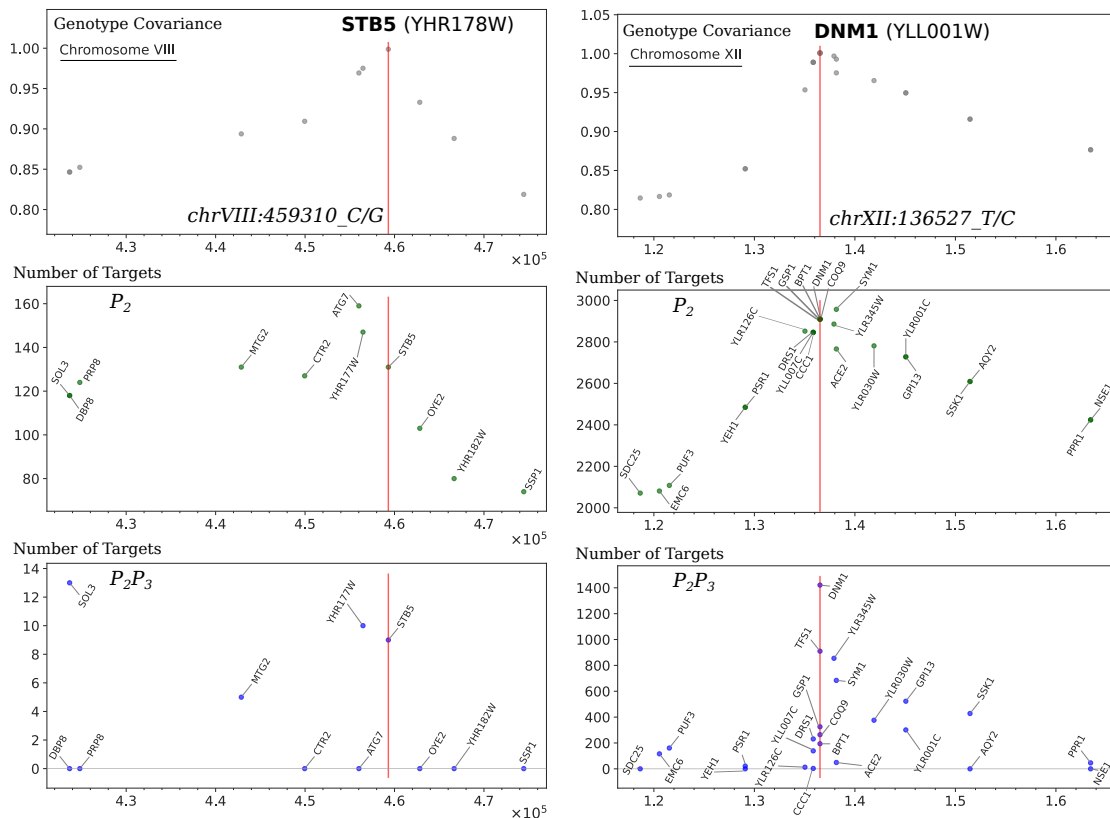 Genotype Covariance
STB5 (YHR178W)
Chromosome VIII
1.00
0.95
0.90
0.85
0.80
chrVIII:459310_C/G
4.3
4.4
4.5
4.6
4.7
×10⁵
Genotype Covariance
DNM1 (YLL001W)
Chromosome XII
1.05
1.00
0.95
0.90
0.85
0.80
chrXII:136527_T/C
1.2
1.3
1.4
1.5
1.6
Number of Targets
P₂
160
140
120
100
80
SOL3
PRP8
DBP8
MTG2
CTR2
ATG7
YHR177W
STB5
OYE2
YHR182W
SSP1
4.3
4.4
4.5
4.6
4.7
×10⁵
Number of Targets
P₂
3000
2800
2600
2400
2200
2000
SDC25
EMC6
PUF3
YEH1
PSR1
YLR126C
DRS1
YLL007C
CCC1
TFS1
GSP1
BPT1
DNM1
COQ9
SYM1
YLR345W
ACE2
YLR030W
YLR001C
GPI13
SSK1
AQY2
PPR1
NSE1
1.2
1.3
1.4
1.5
1.6
Number of Targets
P₂P₃
14
12
10
8
6
4
2
0
SOL3
DBP8
PRP8
MTG2
CTR2
YHR177W
ATG7
STB5
OYE2
YHR182W
SSP1
4.3
4.4
4.5
4.6
4.7
×10⁵
Number of Targets
P₂P₃
1400
1200
1000
800
600
400
200
0
SDC25
EMC6
PUF3
YEH1
PSR1
YLR126C
YLL007C
DRS1
CCC1
GSP1
TFS1
DNM1
YLR345W
SYM1
COQ9
BPT1
ACE2
YLR030W
GPI13
YLR001C
SSK1
AQY2
PPR1
NSE1
1.2
1.3
1.4
1.5
1.6